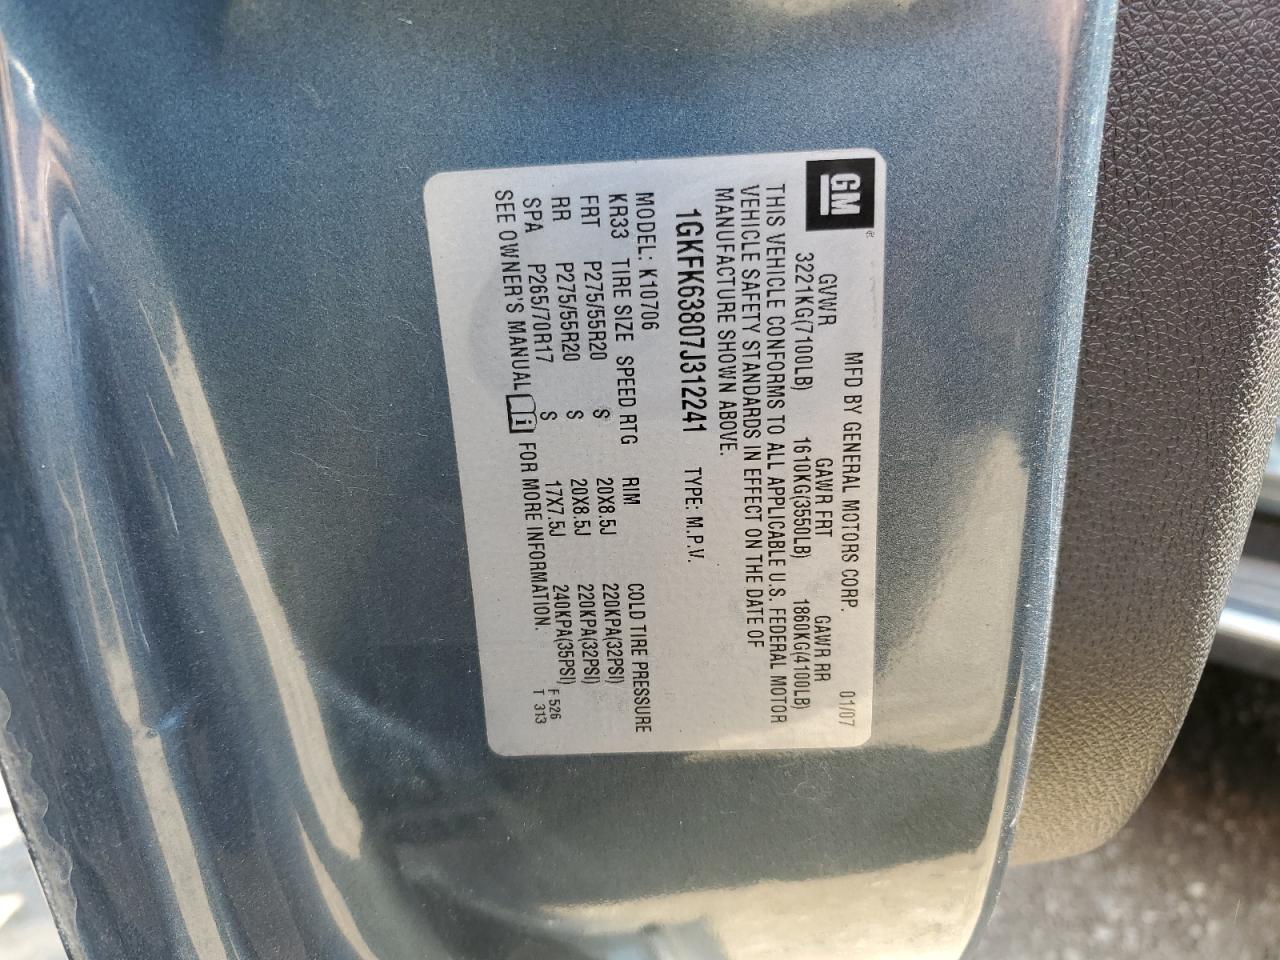 GM
®
MFD BY GENERAL MOTORS CORP. 01/07
GVWR GAWR FRT GAWR RR
3221KG(7100LB) 1610KG(3550LB) 1860KG(4100LB)
THIS VEHICLE CONFORMS TO ALL APPLICABLE U.S. FEDERAL MOTOR
VEHICLE SAFETY STANDARDS IN EFFECT ON THE DATE OF
MANUFACTURE SHOWN ABOVE.
1GKFK63807J312241 TYPE: M.P.V.
MODEL: K10706
KR33 TIRE SIZE SPEED RTG RIM COLD TIRE PRESSURE
FRT P275/55R20 S 20X8.5J 220KPA(32PSI)
RR P275/55R20 S 20X8.5J 220KPA(32PSI)
SPA P265/70R17 S 17X7.5J 240KPA(35PSI)
SEE OWNER'S MANUAL i FOR MORE INFORMATION.
F 526
T 313